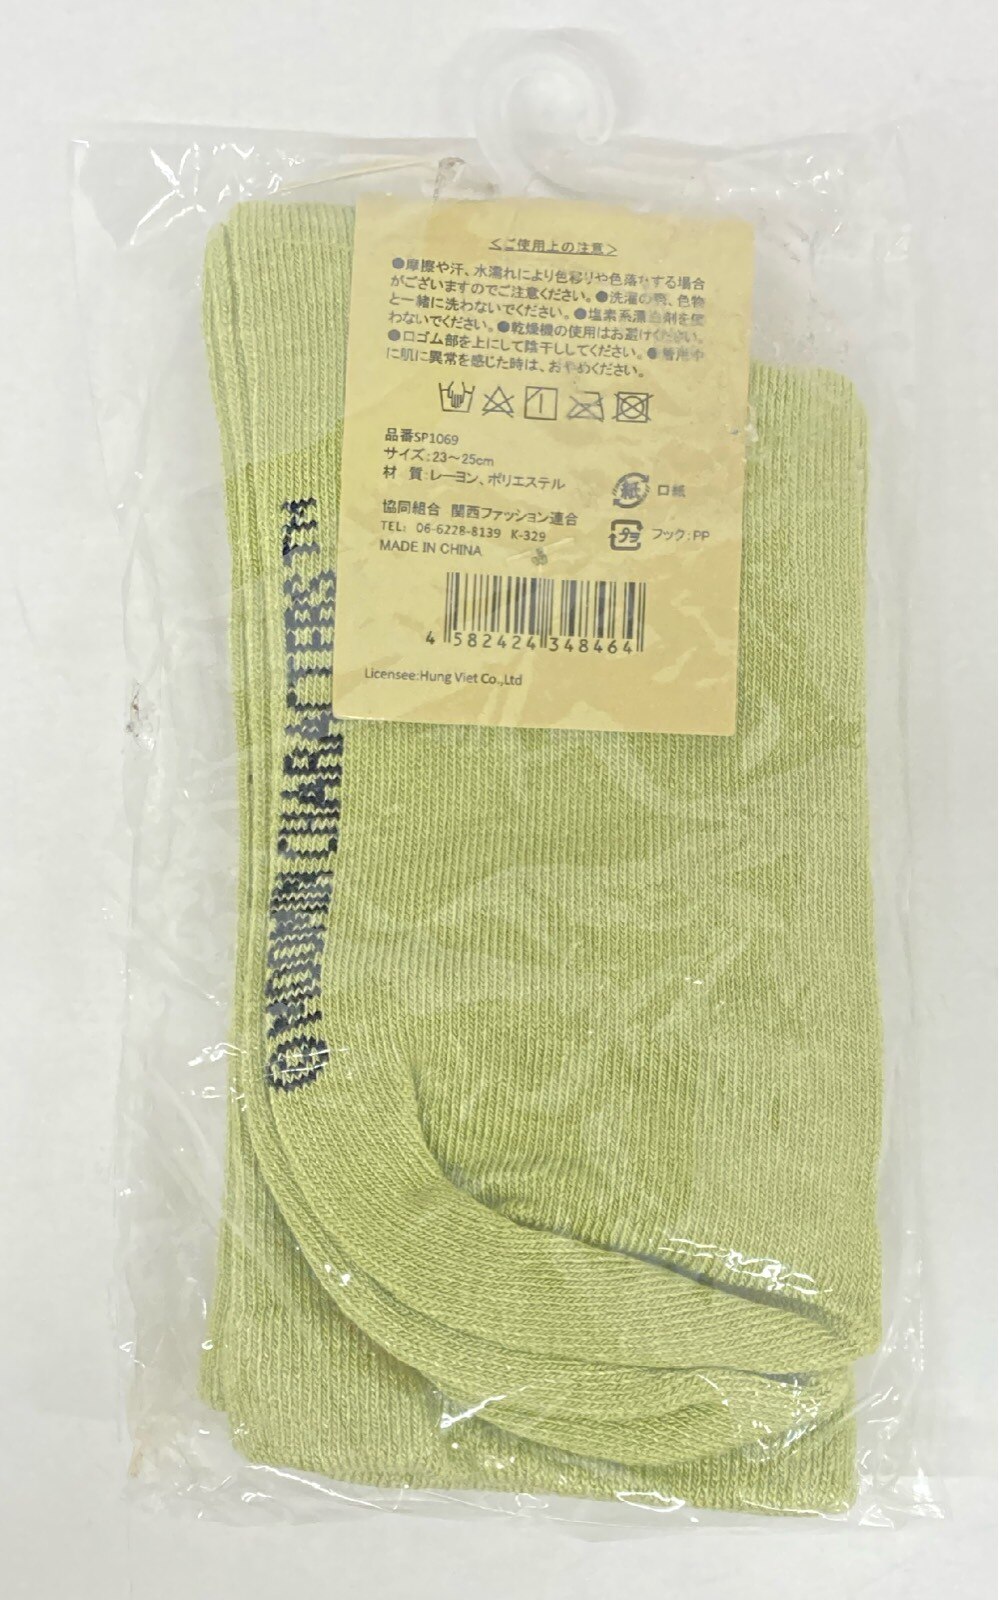 <ご使用上の注意>
●摩擦や汗、水濡れにより色移りや色落ちする場合
がございますのでご注意ください。●洗濯の際、色物
と一緒に洗わないでください。●塩素系漂白剤を使
わないでください。●乾燥機の使用はお避けください。
●口ゴム部を上にして陰干ししてください。●着用中
に肌に異常を感じた時は、おやめください。
品番SP1069
サイズ:23～25cm
材 質:レーヨン、ポリエステル
協同組合 関西ファッション連合
TEL: 06-6228-8139 K-329
MADE IN CHINA
紙 口紙
プラ フック:PP
4 582424 348464
Licensee:Hung Viet Co.,Ltd